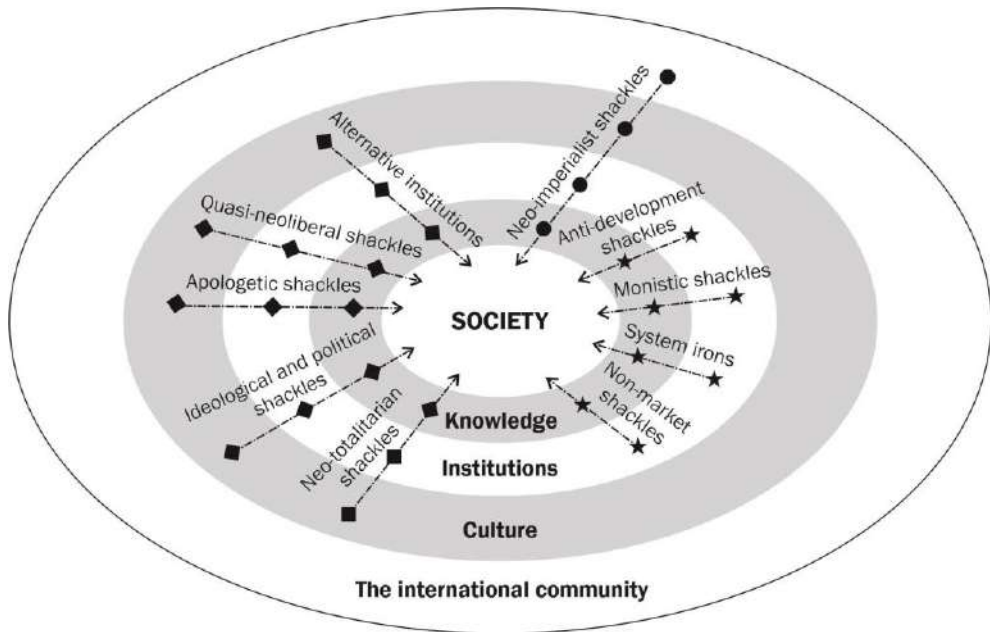 Alternative institutions
Neo-imperialist shackles
Quasi-neoliberal shackles
Anti-development
shackles
Apologetic shackles
Monistic shackles
SOCIETY
System irons
Ideological and political
shackles
Non-market
shackles
Neo-totalitarian
shackles
Knowledge
Institutions
Culture
The international community